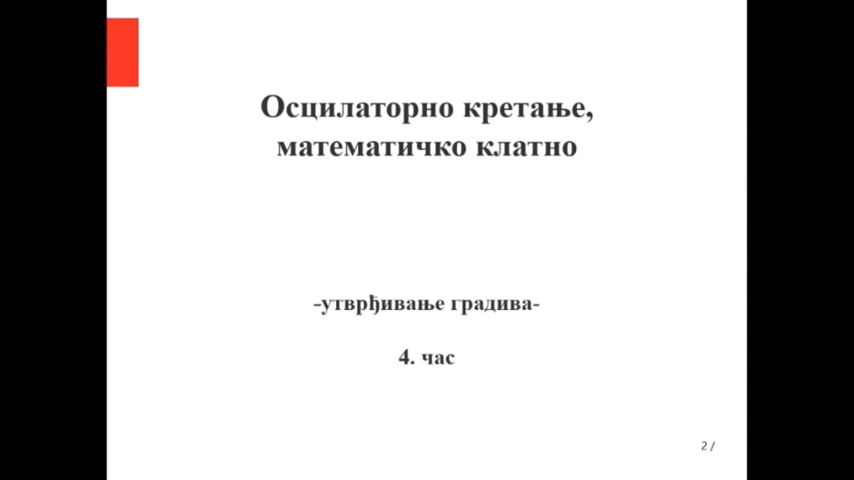 Осцилаторно кретање,
математичко клатно
-утврђивање градива-
4. час
2 /